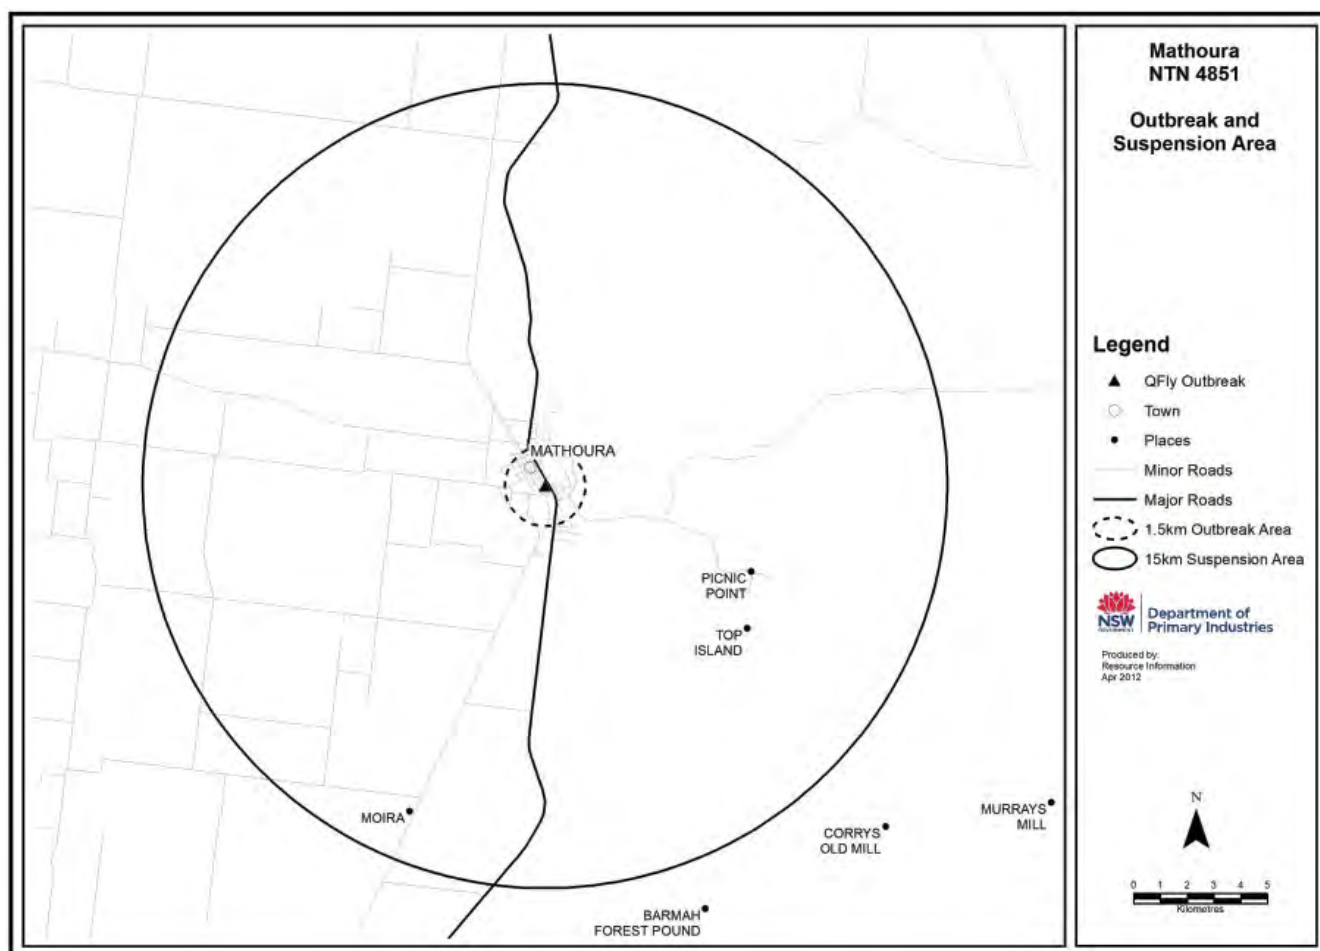 Mathoura
NTN 4851
Outbreak and
Suspension Area
MATHOURA
PICNIC
POINT
TOP
ISLAND
MOIRA
CORRYS
OLD MILL
MURRAYS
MILL
BARMAH
FOREST POUND
Legend
QFly Outbreak
Town
Places
Minor Roads
Major Roads
1.5km Outbreak Area
15km Suspension Area
NSW
GOVERNMENT
Department of
Primary Industries
Produced by:
Resource Information
Apr 2012
N
0 1 2 3 4 5
Kilometres